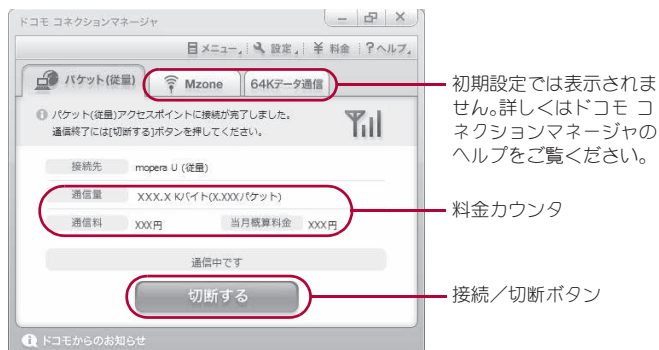 ドコモ コネクションマネージャ
メニュー 設定 ¥ 料金 ?ヘルプ
パケット(従量) Mzone 64Kデータ通信
パケット(従量)アクセスポイントに接続が完了しました。
通信終了には[切断する]ボタンを押してください。
接続先 mopera U (従量)
通信量 XXX.X Kバイト(X.XXXパケット)
通信料 XXX円 当月概算料金 XXX円
通信中です
切断する
ドコモからのお知らせ
初期設定では表示されま
せん。詳しくはドコモ コ
ネクションマネージャの
ヘルプをご覧ください。
料金カウンタ
接続／切断ボタン